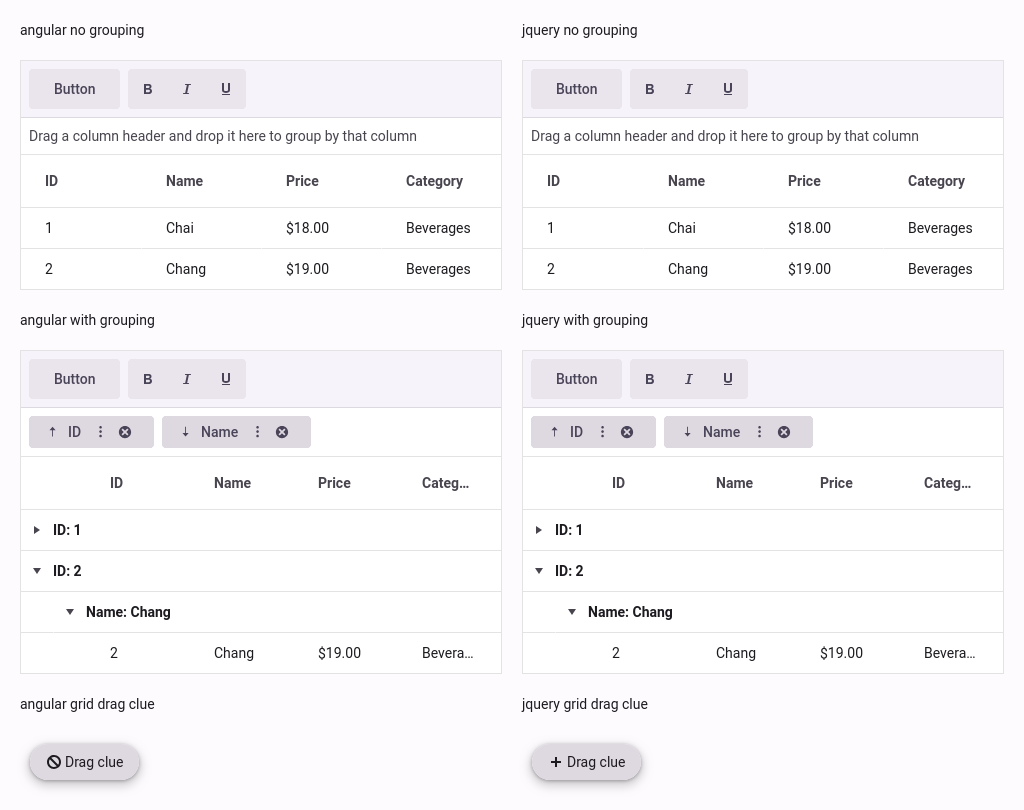 angular no grouping
Button B I U
Drag a column header and drop it here to group by that column
ID Name Price Category
1 Chai $18.00 Beverages
2 Chang $19.00 Beverages
jquery no grouping
Button B I U
Drag a column header and drop it here to group by that column
ID Name Price Category
1 Chai $18.00 Beverages
2 Chang $19.00 Beverages
angular with grouping
Button B I U
ID Name
ID Name Price Categ…
ID: 1
ID: 2
Name: Chang
2 Chang $19.00 Bevera…
jquery with grouping
Button B I U
ID Name
ID Name Price Categ…
ID: 1
ID: 2
Name: Chang
2 Chang $19.00 Bevera…
angular grid drag clue
Drag clue
jquery grid drag clue
Drag clue